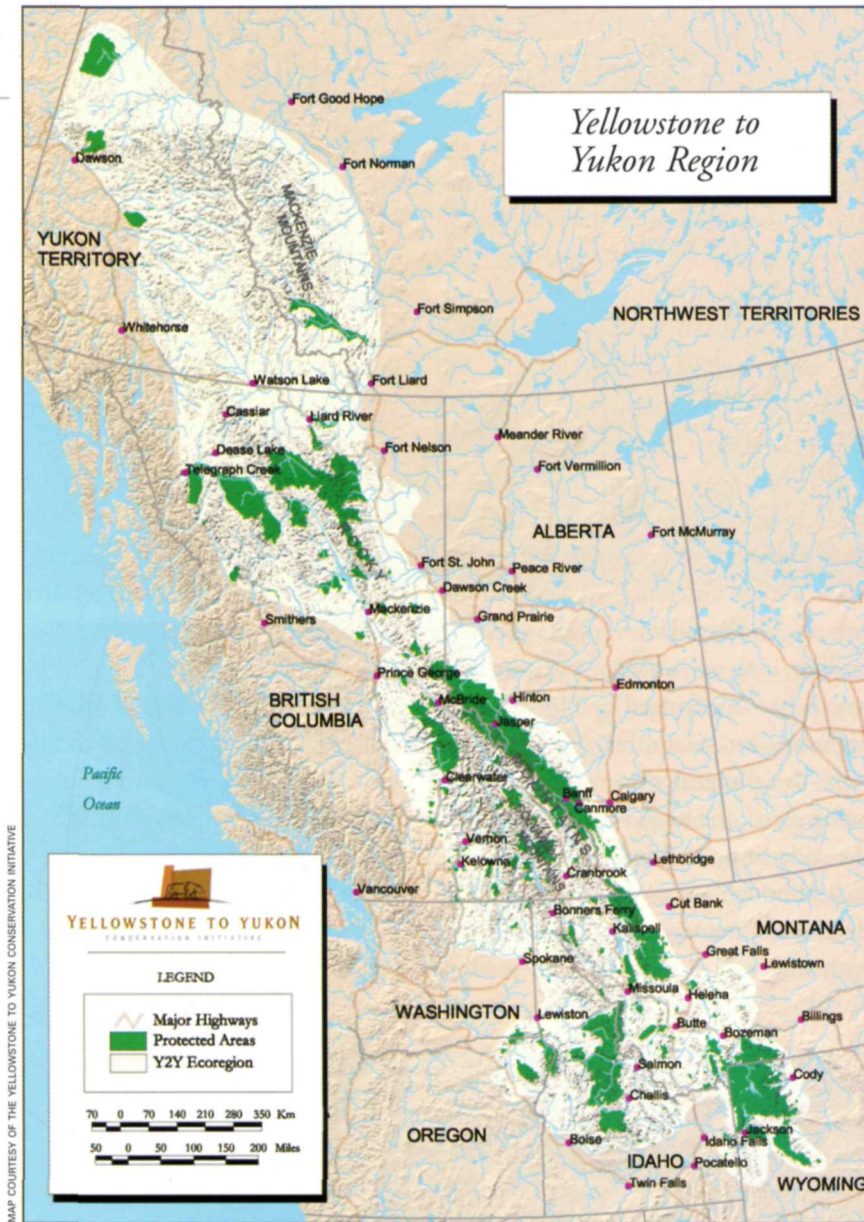 Yellowstone to
Yukon Region
Fort Good Hope
Dawson
Fort Norman
MACKENZIE
MOUNTAINS
YUKON
TERRITORY
Fort Simpson
NORTHWEST TERRITORIES
Whitehorse
Watson Lake
Fort Liard
Cassiar
Liard River
Meander River
Dease Lake
Fort Nelson
Telegraph Creek
Fort Vermillion
ALBERTA
Fort McMurray
ROCKY
Fort St. John
Peace River
Dawson Creek
Mackenzie
Grand Prairie
Smithers
Prince George
Edmonton
BRITISH
COLUMBIA
McBride
Hinton
Jasper
Pacific
Ocean
Clearwater
Banff
Calgary
Canmore
MOUNTAINS
COLUMBIA
MOUNTAINS
Vernon
Kelowna
Lethbridge
Cranbrook
Vancouver
Bonners Ferry
Cut Bank
Kalispell
MONTANA
Great Falls
Spokane
Lewistown
Missoula
Helena
WASHINGTON
Lewiston
Butte
Billings
Bozeman
Salmon
Cody
Challis
OREGON
Boise
Jackson
Idaho Falls
IDAHO
Pocatello
WYOMING
Twin Falls
YELLOWSTONE TO YUKON
CONSERVATION INITIATIVE
LEGEND
Major Highways
Protected Areas
Y2Y Ecoregion
70 0 70 140 210 280 350 Km
50 0 50 100 150 200 Miles
MAP COURTESY OF THE YELLOWSTONE TO YUKON CONSERVATION INITIATIVE